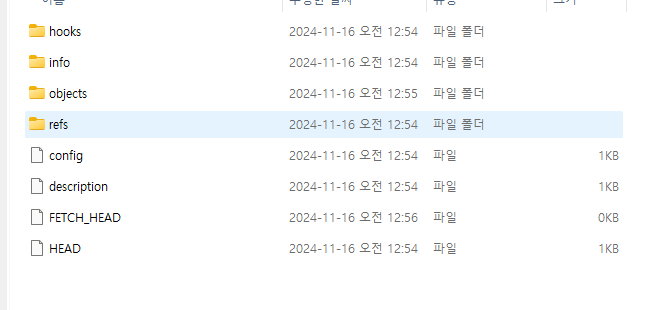 hooks 2024-11-16 오전 12:54 파일 폴더
info 2024-11-16 오전 12:54 파일 폴더
objects 2024-11-16 오전 12:55 파일 폴더
refs 2024-11-16 오전 12:54 파일 폴더
config 2024-11-16 오전 12:54 파일 1KB
description 2024-11-16 오전 12:54 파일 1KB
FETCH_HEAD 2024-11-16 오전 12:56 파일 0KB
HEAD 2024-11-16 오전 12:54 파일 1KB